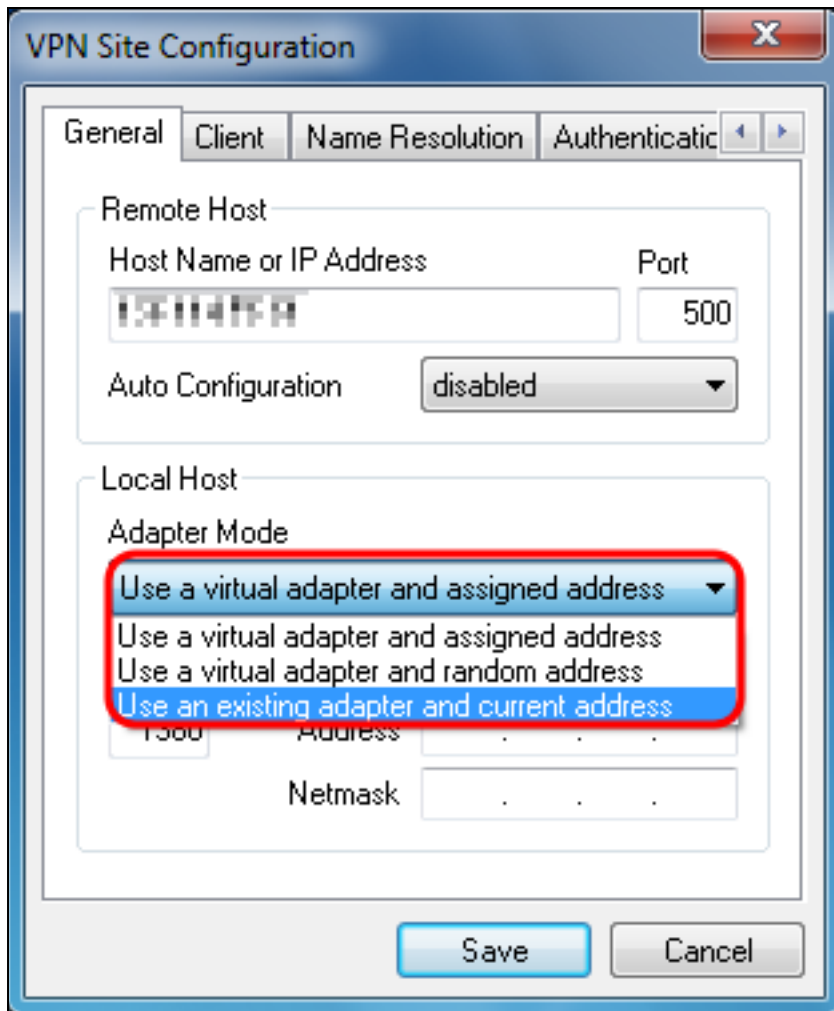 VPN Site Configuration
General Client Name Resolution Authenticatic
Remote Host
Host Name or IP Address Port
500
Auto Configuration disabled
Local Host
Adapter Mode
Use a virtual adapter and assigned address
Use a virtual adapter and assigned address
Use a virtual adapter and random address
Use an existing adapter and current address
1380 Address . . .
Netmask . . .
Save Cancel